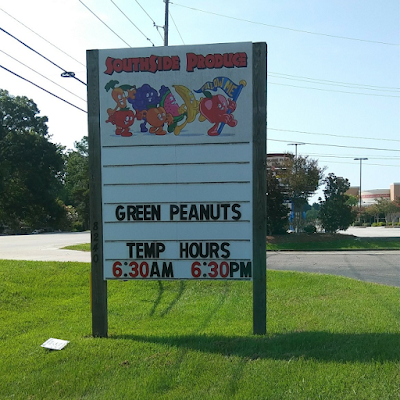 SouthSide Produce
GREEN PEANUTS
TEMP HOURS
6:30AM 6:30PM